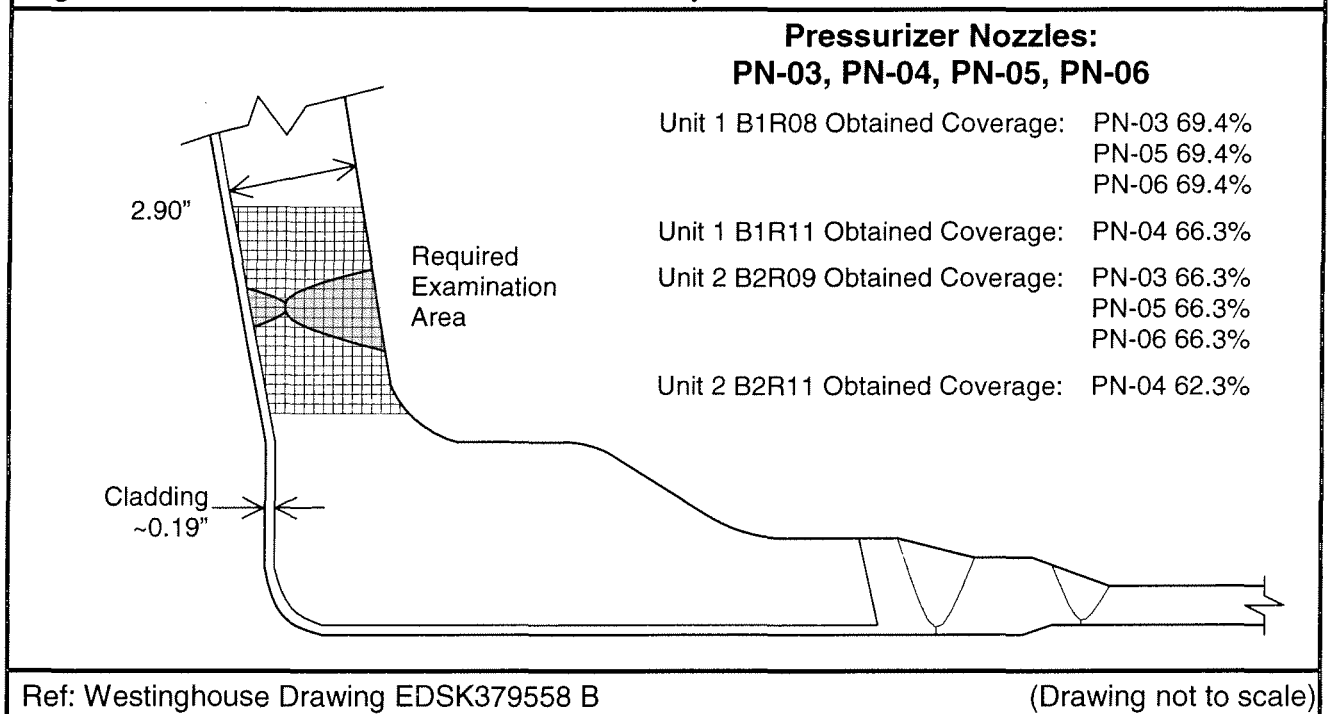 Pressurizer Nozzles:
PN-03, PN-04, PN-05, PN-06
Unit 1 B1R08 Obtained Coverage: PN-03 69.4%
PN-05 69.4%
PN-06 69.4%
Unit 1 B1R11 Obtained Coverage: PN-04 66.3%
Unit 2 B2R09 Obtained Coverage: PN-03 66.3%
PN-05 66.3%
PN-06 66.3%
Unit 2 B2R11 Obtained Coverage: PN-04 62.3%
2.90"
Required
Examination
Area
Cladding
~0.19"
Ref: Westinghouse Drawing EDSK379558 B (Drawing not to scale)